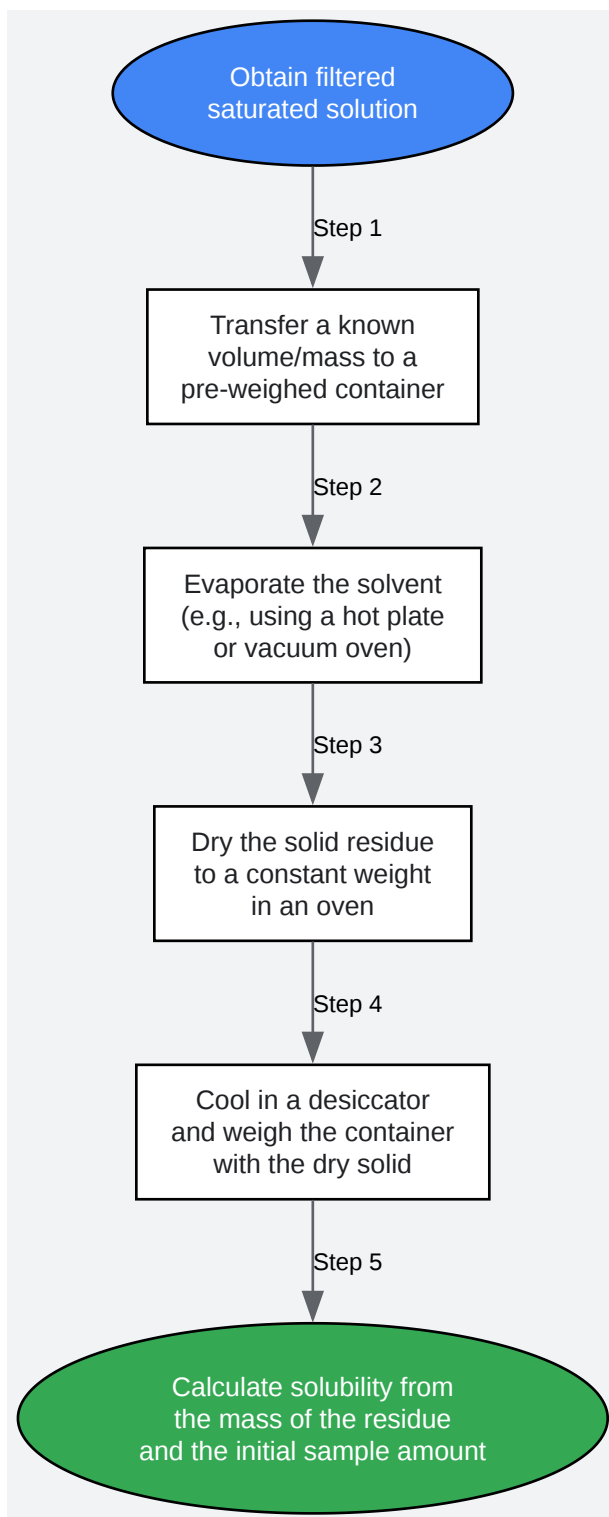 Obtain filtered
saturated solution
Step 1
Transfer a known
volume/mass to a
pre-weighed container
Step 2
Evaporate the solvent
(e.g., using a hot plate
or vacuum oven)
Step 3
Dry the solid residue
to a constant weight
in an oven
Step 4
Cool in a desiccator
and weigh the container
with the dry solid
Step 5
Calculate solubility from
the mass of the residue
and the initial sample amount